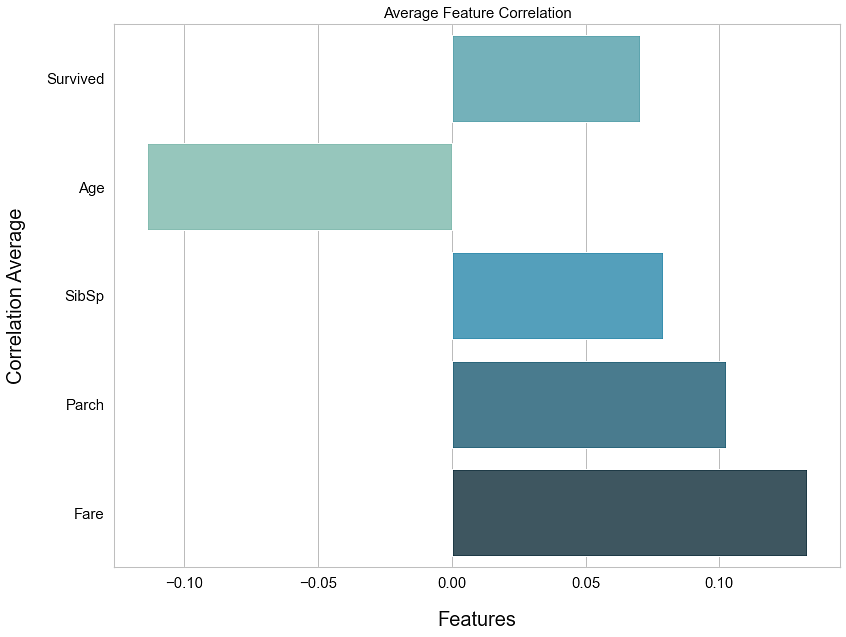 Average Feature Correlation
Correlation Average
Survived
Age
SibSp
Parch
Fare
−0.10
−0.05
0.00
0.05
0.10
Features